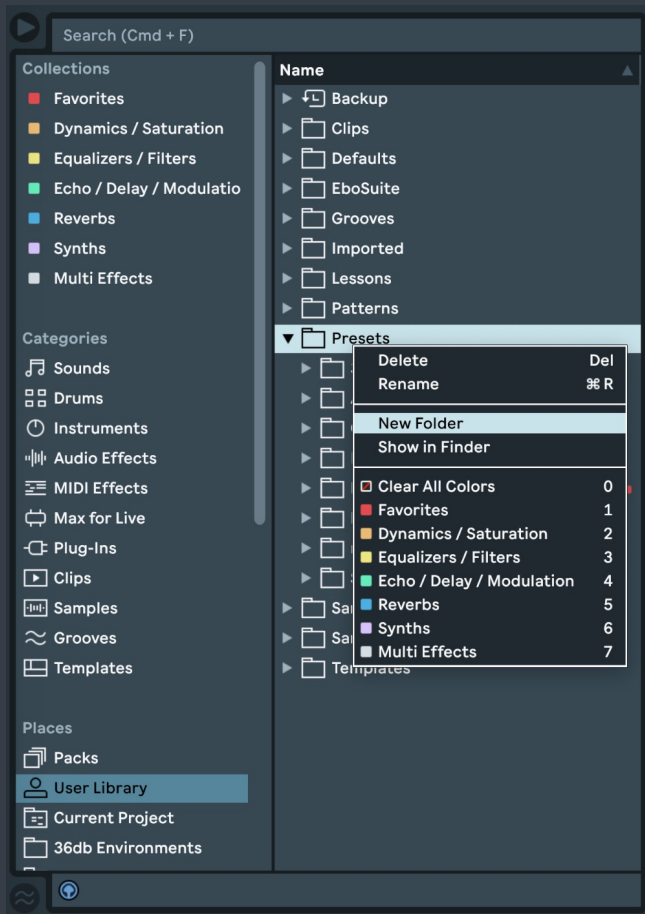 Search (Cmd + F)
Collections
Favorites
Dynamics / Saturation
Equalizers / Filters
Echo / Delay / Modulatio
Reverbs
Synths
Multi Effects
Categories
Sounds
Drums
Instruments
Audio Effects
MIDI Effects
Max for Live
Plug-Ins
Clips
Samples
Grooves
Templates
Places
Packs
User Library
Current Project
36db Environments
Name
Backup
Clips
Defaults
EboSuite
Grooves
Imported
Lessons
Patterns
Presets
Delete Del
Rename ⌘ R
New Folder
Show in Finder
Clear All Colors 0
Favorites 1
Dynamics / Saturation 2
Equalizers / Filters 3
Echo / Delay / Modulation 4
Reverbs 5
Synths 6
Multi Effects 7
Sa
Sa
Templates